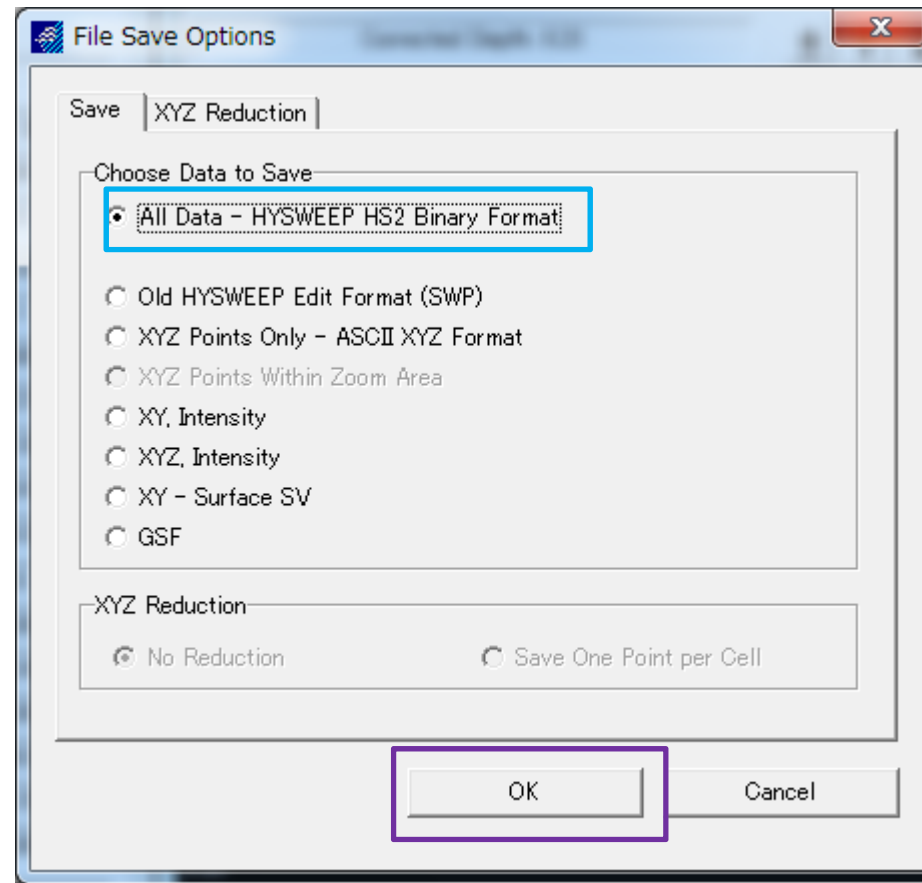 File Save Options
Save
XYZ Reduction
Choose Data to Save
All Data - HYSWEEP HS2 Binary Format
Old HYSWEEP Edit Format (SWP)
XYZ Points Only - ASCII XYZ Format
XYZ Points Within Zoom Area
XY, Intensity
XYZ, Intensity
XY - Surface SV
GSF
XYZ Reduction
No Reduction
Save One Point per Cell
OK
Cancel